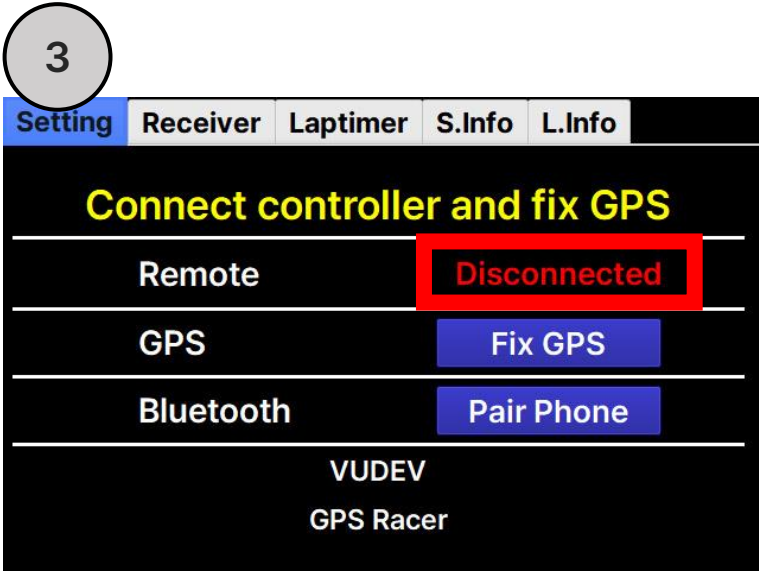 3
Setting Receiver Laptimer S.Info L.Info
Connect controller and fix GPS
Remote Disconnected
GPS Fix GPS
Bluetooth Pair Phone
VUDEV
GPS Racer